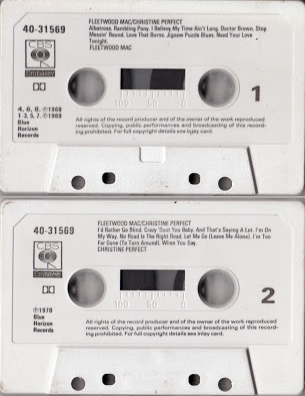 40-31569
FLEETWOOD MAC/CHRISTINE PERFECT
Albatross, Rambling Pony, I Believe My Time Ain't Long, Doctor Brown, Stop
Messin' Round, Love That Burns, Jigsaw Puzzle Blues, Need Your Love
Tonight.
FLEETWOOD MAC
CBS
Embassy
100 50 0
1
4, 6, 8, ℗1968
1-3, 5, 7, ℗1969
Blue
Horizon
Records
All rights of the record producer and of the owner of the work reproduced
reserved. Copying, public performances and broadcasting of this record-
ing prohibited. For full copyright details see inlay card.
40-31569
FLEETWOOD MAC/CHRISTINE PERFECT
I'd Rather Go Blind, Crazy 'Bout You Baby, And That's Saying A Lot, I'm On
My Way, No Road Is The Right Road, Let Me Go (Leave Me Alone), I'm Too
Far Gone (To Turn Around), When You Say.
CHRISTINE PERFECT
CBS
100 50 0
2
℗1970
Blue
Horizon
Records
All rights of the record producer and of the owner of the work reproduced
reserved. Copying, public performances and broadcasting of this record-
ing prohibited. For full copyright details see inlay card.